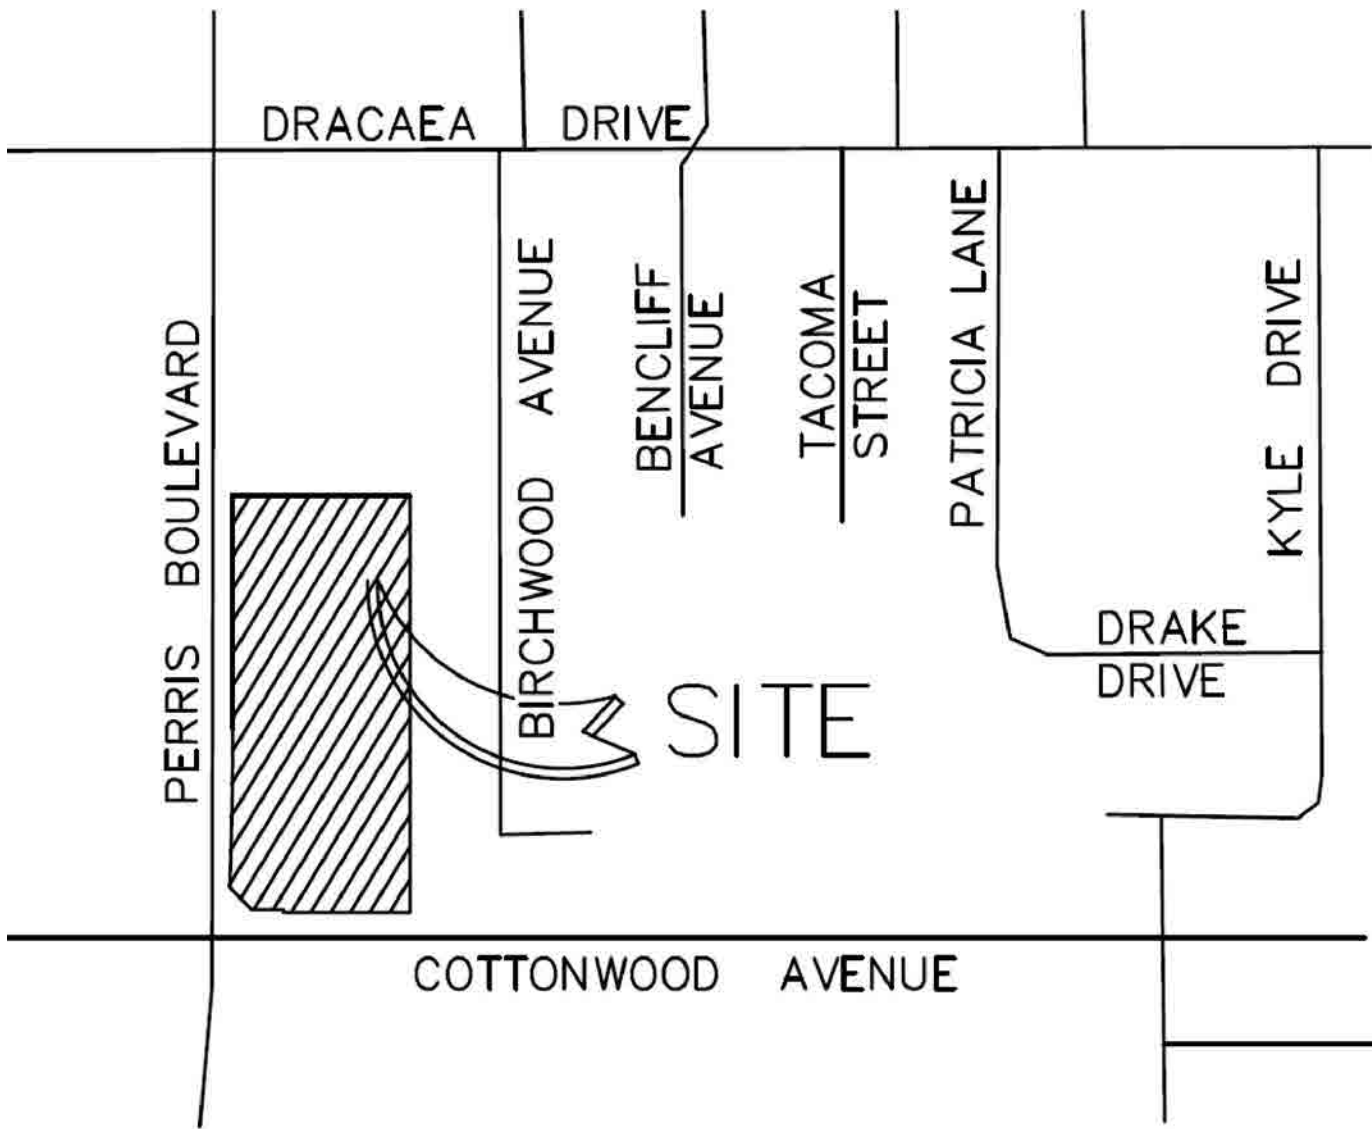 DRACAEA DRIVE
PERRIS BOULEVARD
BIRCHWOOD AVENUE
BENCLIFF
AVENUE
TACOMA
STREET
PATRICIA LANE
KYLE DRIVE
DRAKE
DRIVE
SITE
COTTONWOOD AVENUE